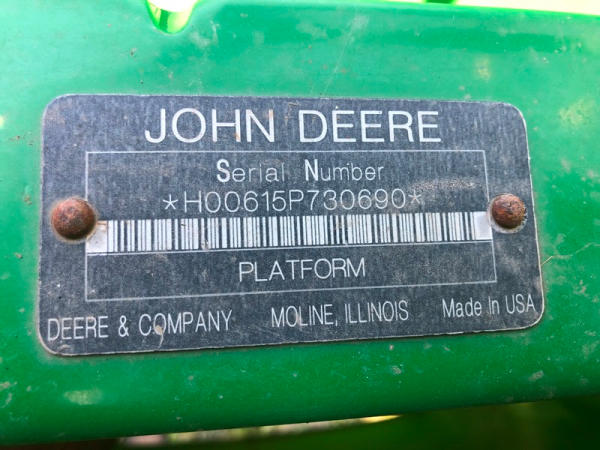 JOHN DEERE
Serial Number
*H00615P730690*
PLATFORM
DEERE & COMPANY MOLINE, ILLINOIS Made In USA